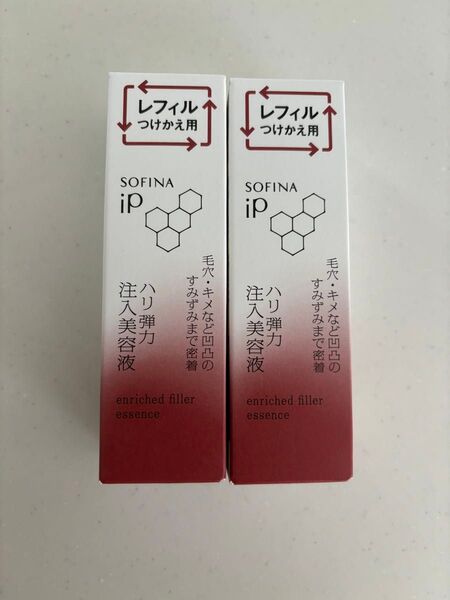 レフィル
つけかえ用
SOFINA
iP
毛穴・キメなど凹凸の
すみずみまで密着
ハリ弾力
注入美容液
enriched filler
essence
レフィル
つけかえ用
SOFINA
iP
毛穴・キメなど凹凸の
すみずみまで密着
ハリ弾力
注入美容液
enriched filler
essence